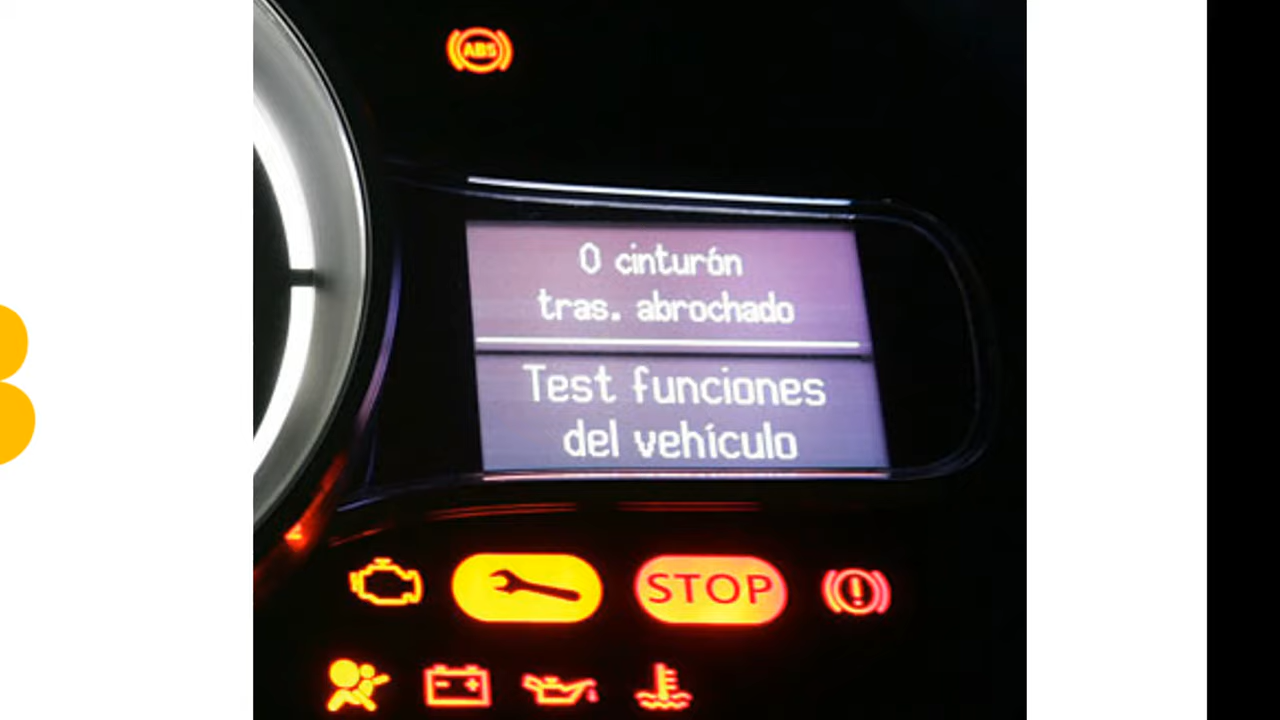 ABS
0 cinturón
tras. abrochado
Test funciones
del vehículo
STOP